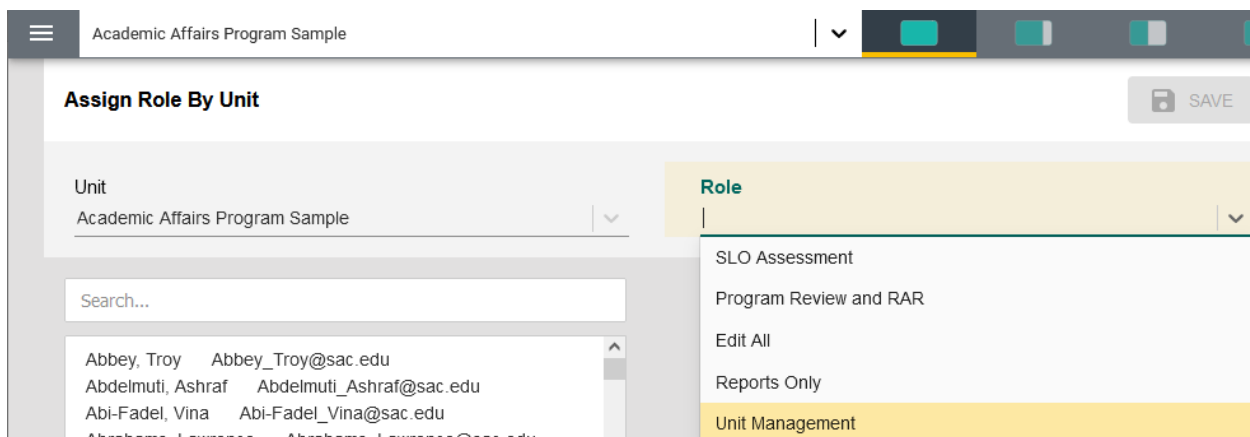 Academic Affairs Program Sample
Assign Role By Unit
SAVE
Unit
Academic Affairs Program Sample
Role
SLO Assessment
Program Review and RAR
Edit All
Reports Only
Unit Management
Search...
Abbey, Troy Abbey_Troy@sac.edu
Abdelmuti, Ashraf Abdelmuti_Ashraf@sac.edu
Abi-Fadel, Vina Abi-Fadel_Vina@sac.edu